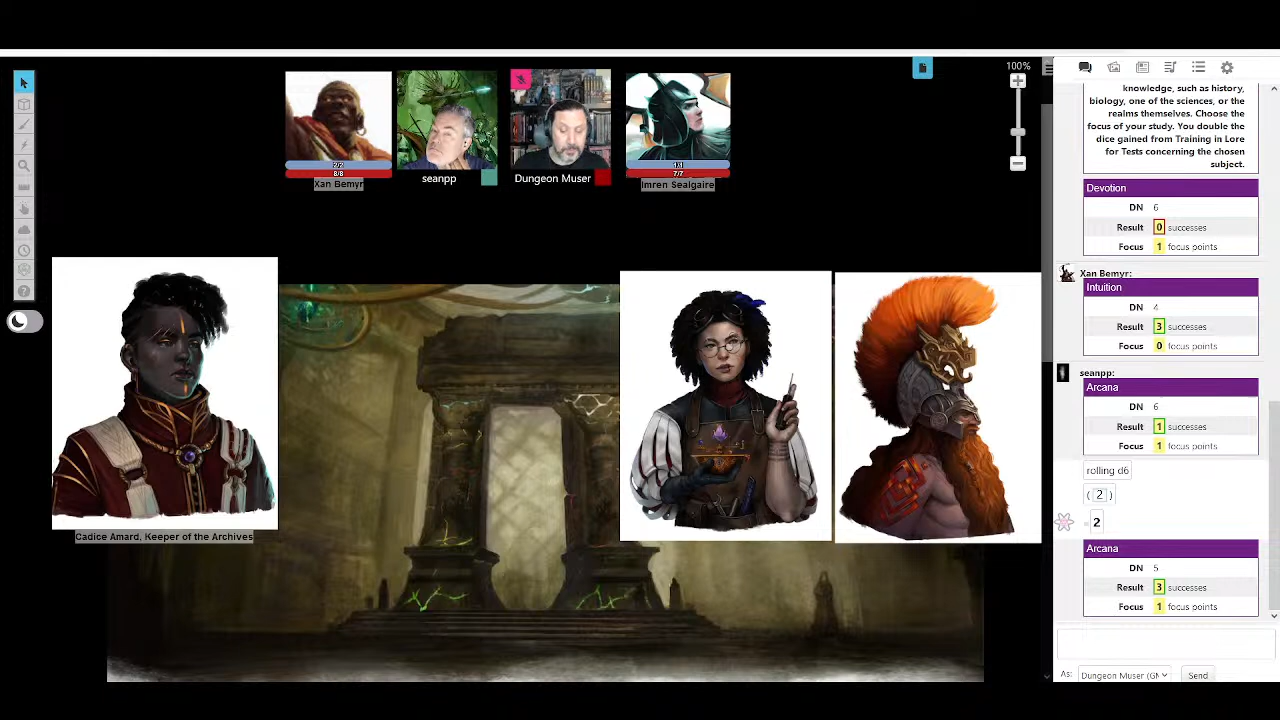 100%
2/2
8/8
Xan Bemyr
seanpp
Dungeon Muser
1/1
7/7
Imren Sealgaire
Cadice Amard, Keeper of the Archives
knowledge, such as history,
biology, one of the sciences, or the
realms themselves. Choose the
focus of your study. You double the
dice gained from Training in Lore
for Tests concerning the chosen
subject.
Devotion
DN 6
Result 0 successes
Focus 1 focus points
Xan Bemyr:
Intuition
DN 4
Result 3 successes
Focus 0 focus points
seanpp:
Arcana
DN 6
Result 1 successes
Focus 1 focus points
rolling d6
( 2 )
= 2
Arcana
DN 5
Result 3 successes
Focus 1 focus points
As: Dungeon Muser (GM
Send